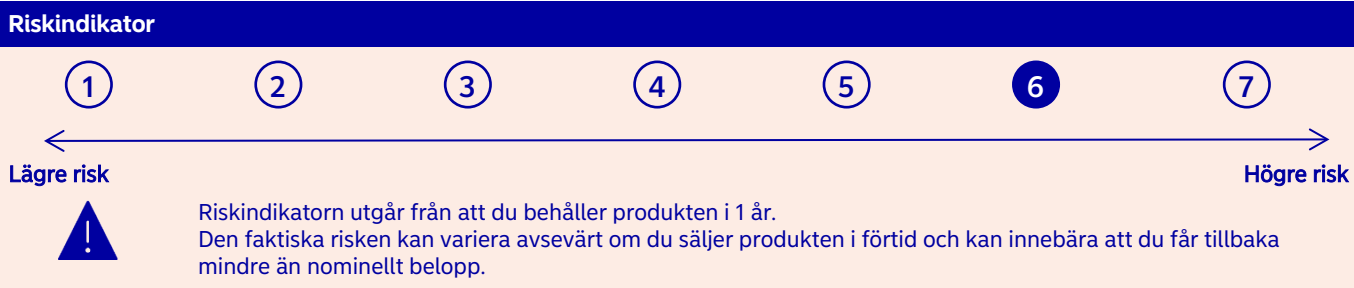 Riskindikator
1 2 3 4 5 6 7
Lägre risk Högre risk
Riskindikatorn utgår från att du behåller produkten i 1 år.
Den faktiska risken kan variera avsevärt om du säljer produkten i förtid och kan innebära att du får tillbaka
mindre än nominellt belopp.